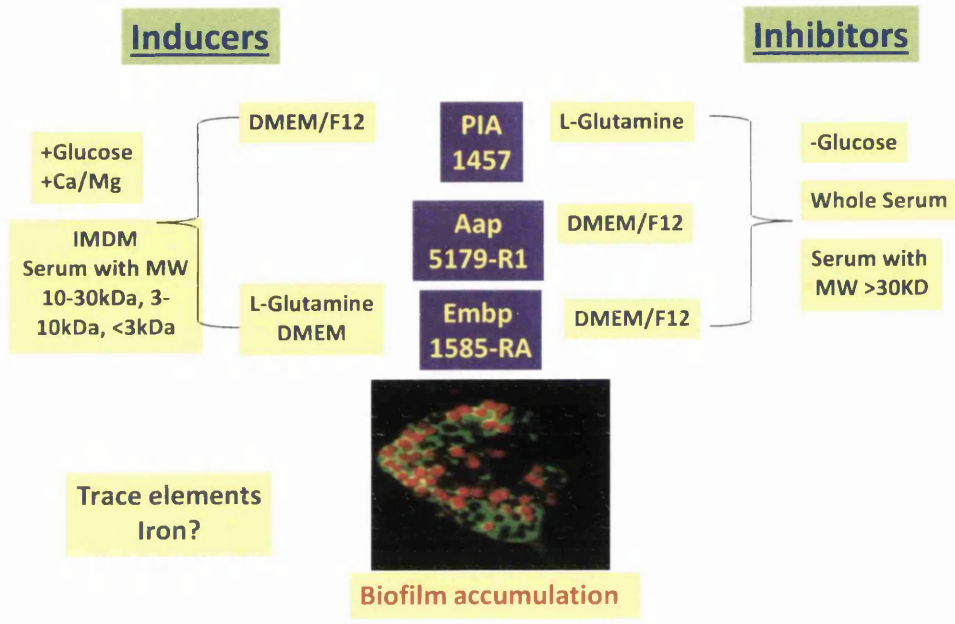 Inducers
Inhibitors
DMEM/F12
PIA
1457
L-Glutamine
+Glucose
+Ca/Mg
-Glucose
Whole Serum
Aap
5179-R1
DMEM/F12
IMDM
Serum with MW
10-30kDa, 3-
10kDa, <3kDa
Serum with
MW >30KD
L-Glutamine
DMEM
Embp
1585-RA
DMEM/F12
Trace elements
Iron?
Biofilm accumulation